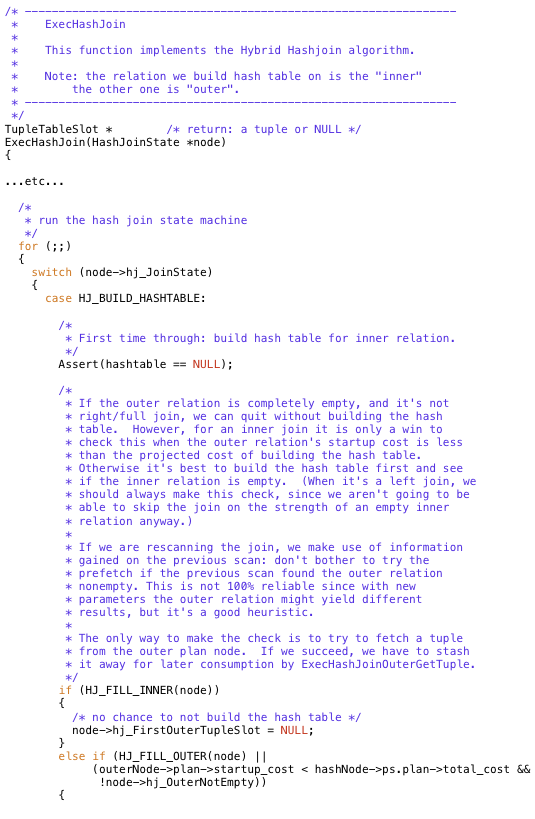 /* ----------------------------------------------------------------
 *    ExecHashJoin
 *
 *    This function implements the Hybrid Hashjoin algorithm.
 *
 *    Note: the relation we build hash table on is the "inner"
 *        the other one is "outer".
 * ----------------------------------------------------------------
 */
TupleTableSlot *        /* return: a tuple or NULL */
ExecHashJoin(HashJoinState *node)
{
...etc...
  /*
   * run the hash join state machine
   */
  for (;;)
  {
    switch (node->hj_JoinState)
    {
      case HJ_BUILD_HASHTABLE:
        /*
         * First time through: build hash table for inner relation.
         */
        Assert(hashtable == NULL);
        /*
         * If the outer relation is completely empty, and it's not
         * right/full join, we can quit without building the hash
         * table.  However, for an inner join it is only a win to
         * check this when the outer relation's startup cost is less
         * than the projected cost of building the hash table.
         * Otherwise it's best to build the hash table first and see
         * if the inner relation is empty.  (When it's a left join, we
         * should always make this check, since we aren't going to be
         * able to skip the join on the strength of an empty inner
         * relation anyway.)
         *
         * If we are rescanning the join, we make use of information
         * gained on the previous scan: don't bother to try the
         * prefetch if the previous scan found the outer relation
         * nonempty. This is not 100% reliable since with new
         * parameters the outer relation might yield different
         * results, but it's a good heuristic.
         *
         * The only way to make the check is to try to fetch a tuple
         * from the outer plan node.  If we succeed, we have to stash
         * it away for later consumption by ExecHashJoinOuterGetTuple.
         */
        if (HJ_FILL_INNER(node))
        {
          /* no chance to not build the hash table */
          node->hj_FirstOuterTupleSlot = NULL;
        }
        else if (HJ_FILL_OUTER(node) ||
             (outerNode->plan->startup_cost < hashNode->ps.plan->total_cost &&
              !node->hj_OuterNotEmpty))
        {